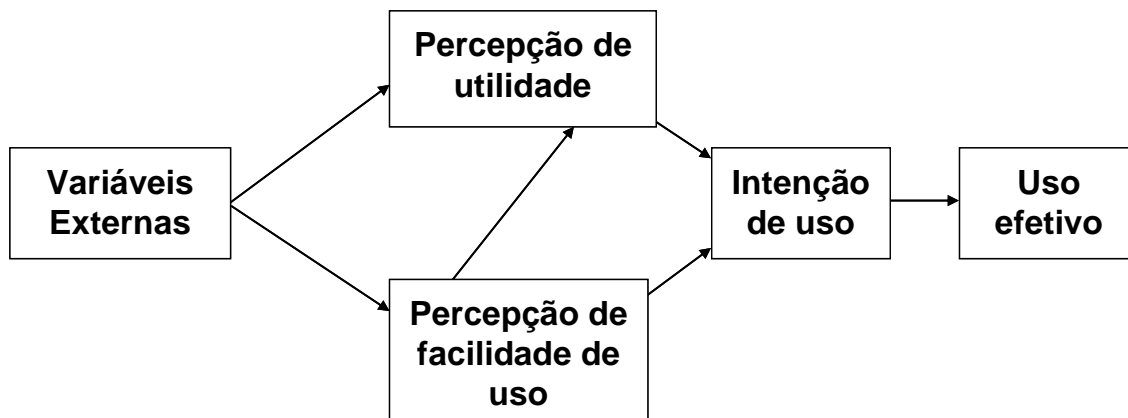 Percepção de
utilidade
Variáveis
Externas
Intenção
de uso
Uso
efetivo
Percepção de
facilidade de
uso